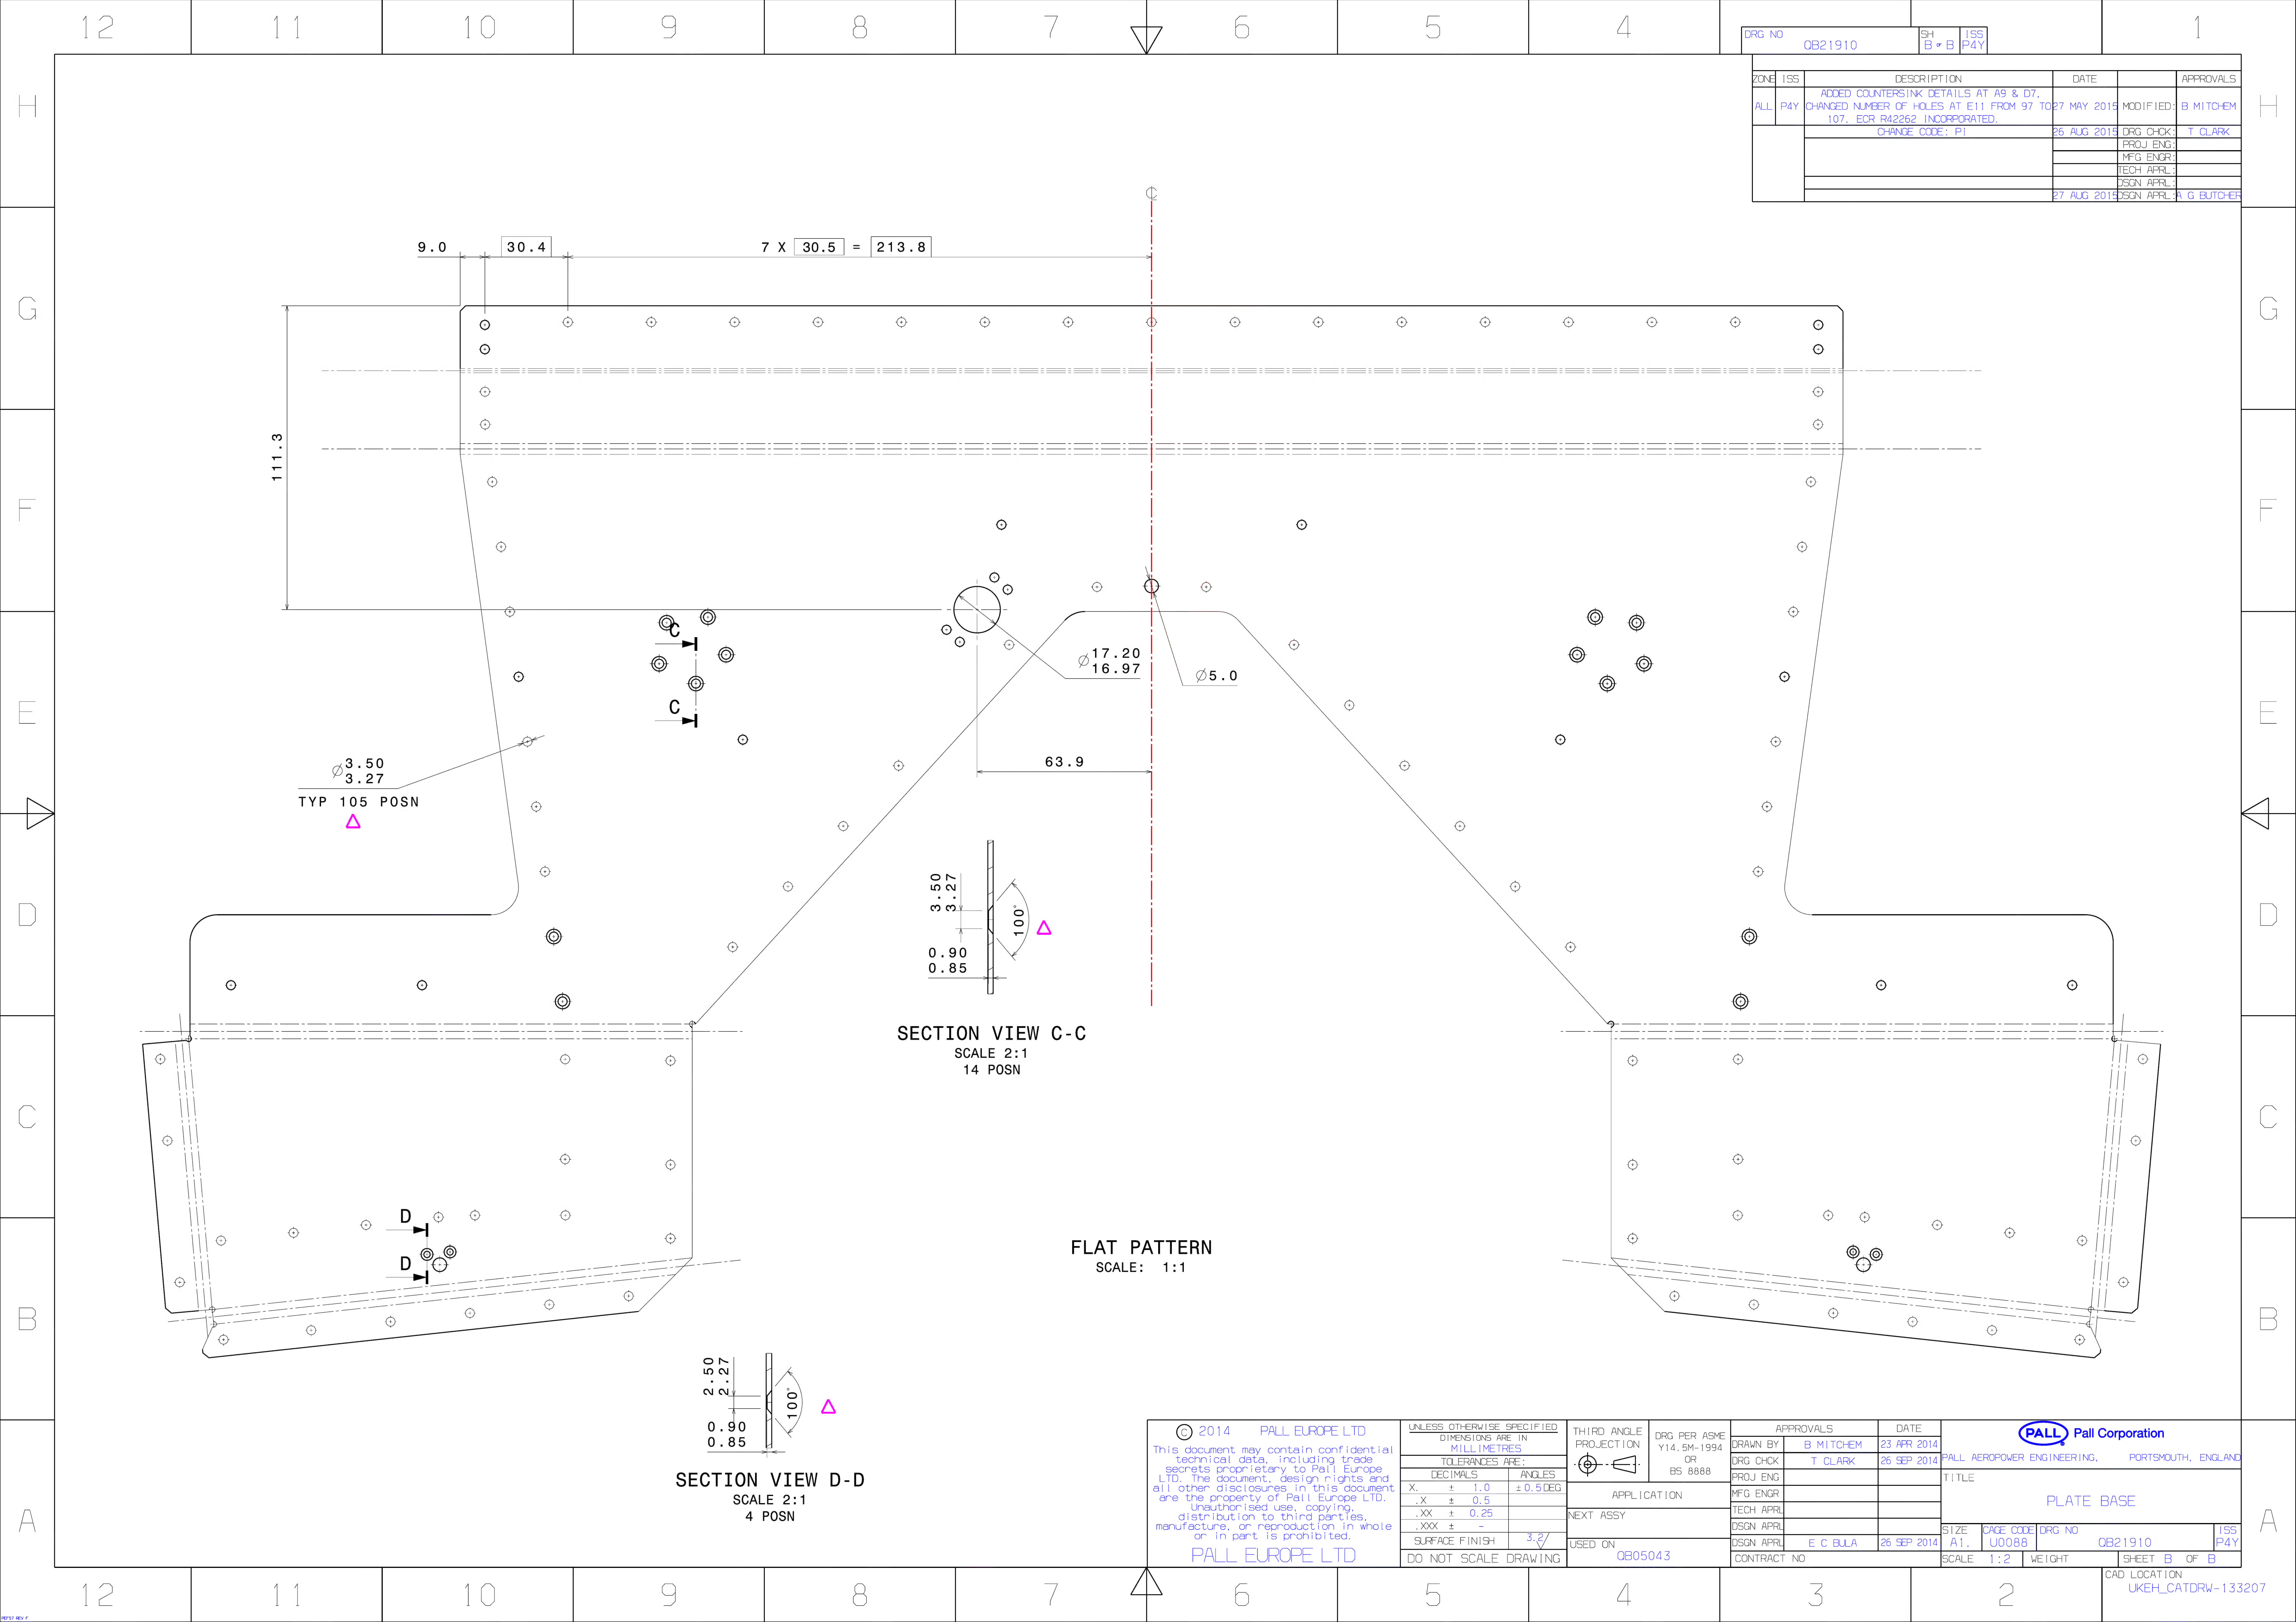 12 11 10 9 8 7 6 5 4 1
DRG NO
QB21910
SH
B OF B
ISS
P4Y
ZONE ISS DESCRIPTION DATE APPROVALS
ALL P4Y
ADDED COUNTERSINK DETAILS AT A9 & D7,
CHANGED NUMBER OF HOLES AT E11 FROM 97 TO
107. ECR R42262 INCORPORATED.
27 MAY 2015 MODIFIED: B MITCHEM
CHANGE CODE: PI
26 AUG 2015 DRG CHCK: T CLARK
PROJ ENG:
MFG ENGR:
TECH APRL:
DSGN APRL:
27 AUG 2015 DSGN APRL: A G BUTCHER
H H
G G
F F
E E
D D
C C
B B
A A
℄
9.0 30.4 7 X 30.5 = 213.8
111.3
C
C
Ø17.20
16.97
Ø5.0
63.9
Ø3.50
3.27
TYP 105 POSN
3.50
3.27
100°
0.90
0.85
SECTION VIEW C-C
SCALE 2:1
14 POSN
D
D
FLAT PATTERN
SCALE: 1:1
2.50
2.27
100°
0.90
0.85
SECTION VIEW D-D
SCALE 2:1
4 POSN
© 2014 PALL EUROPE LTD
This document may contain confidential
technical data, including trade
secrets proprietary to Pall Europe
LTD. The document, design rights and
all other disclosures in this document
are the property of Pall Europe LTD.
Unauthorised use, copying,
distribution to third parties,
manufacture, or reproduction in whole
or in part is prohibited.
PALL EUROPE LTD
UNLESS OTHERWISE SPECIFIED
DIMENSIONS ARE IN
MILLIMETRES
TOLERANCES ARE:
DECIMALS ANGLES
X. ± 1.0 ±0.5DEG
.X ± 0.5
.XX ± 0.25
.XXX ± -
SURFACE FINISH 3.2
DO NOT SCALE DRAWING
THIRD ANGLE
PROJECTION
DRG PER ASME
Y14.5M-1994
OR
BS 8888
APPLICATION
NEXT ASSY
USED ON
QB05043
APPROVALS DATE
DRAWN BY B MITCHEM 23 APR 2014
DRG CHCK T CLARK 26 SEP 2014
PROJ ENG
MFG ENGR
TECH APRL
DSGN APRL
DSGN APRL E C BULA 26 SEP 2014
CONTRACT NO
PALL Pall Corporation
PALL AEROPOWER ENGINEERING, PORTSMOUTH, ENGLAND
TITLE
PLATE BASE
SIZE
A1.
CAGE CODE
U0088
DRG NO
QB21910
ISS
P4Y
SCALE 1:2 WEIGHT SHEET B OF B
CAD LOCATION
UKEH_CATDRW-133207
12 11 10 9 8 7 6 5 4 3 2